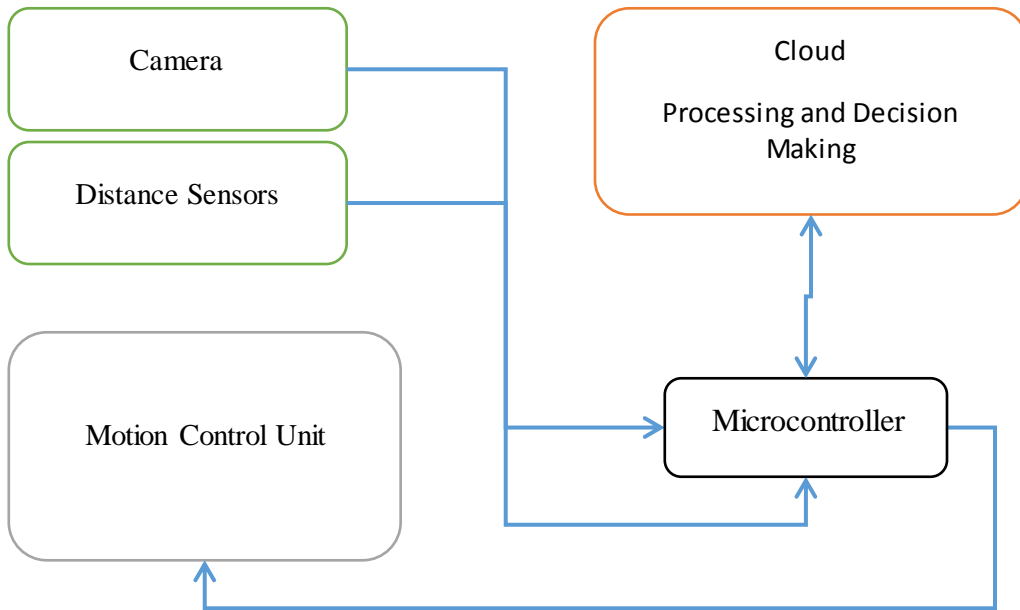 Camera
Cloud
Processing and Decision
Making
Distance Sensors
Motion Control Unit
Microcontroller